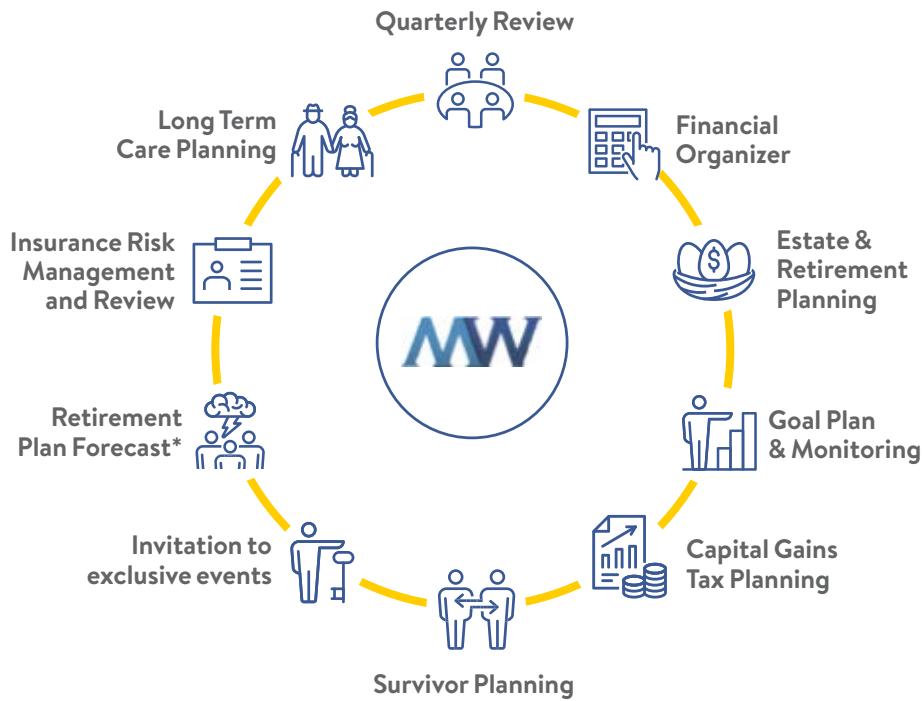 Quarterly Review
Financial
Organizer
Estate &
Retirement
Planning
Goal Plan
& Monitoring
Capital Gains
Tax Planning
Survivor Planning
Invitation to
exclusive events
Retirement
Plan Forecast*
Insurance Risk
Management
and Review
Long Term
Care Planning
$
MW